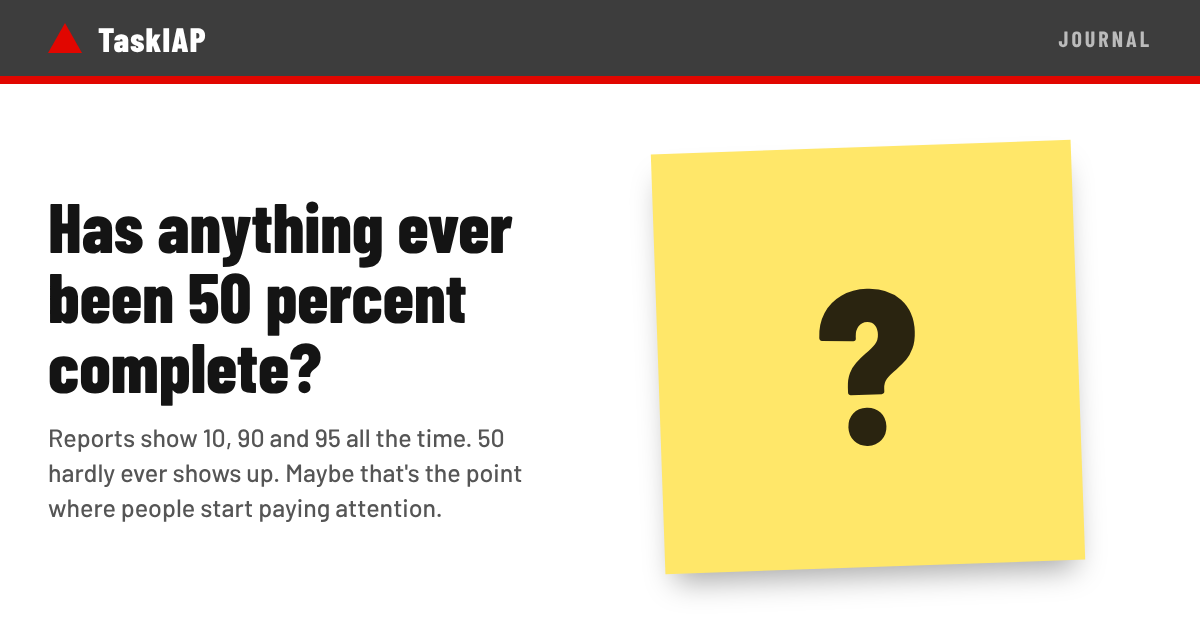 TaskIAP
JOURNAL
Has anything ever
been 50 percent
complete?
Reports show 10, 90 and 95 all the time. 50
hardly ever shows up. Maybe that's the point
where people start paying attention.
?